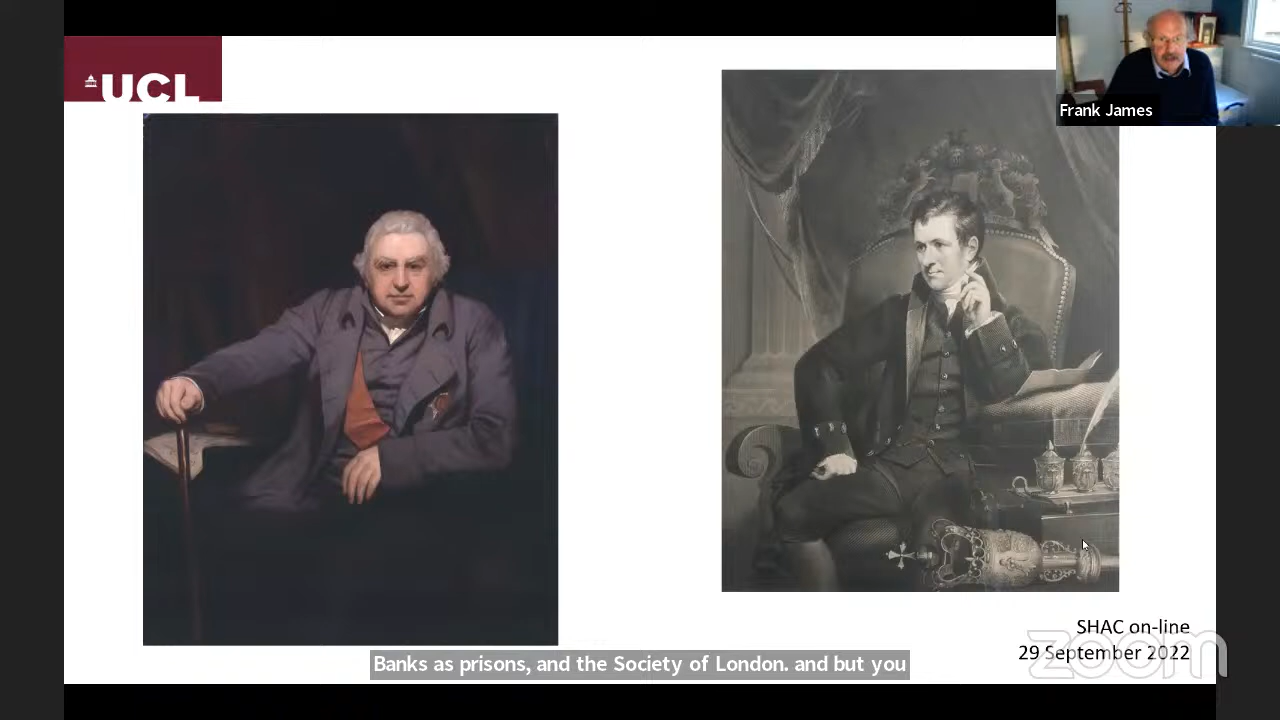 UCL
Frank James
SHAC on-line
29 September 2022
zoom
Banks as prisons, and the Society of London. and but you